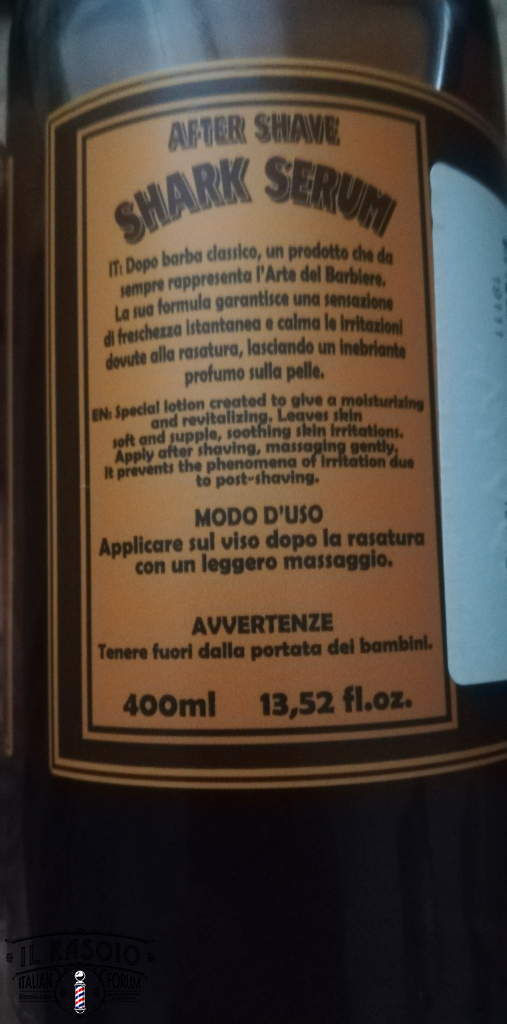 AFTER SHAVE
SHARK SERUM
IT: Dopo barba classico, un prodotto che da
sempre rappresenta l'Arte del Barbiere.
La sua formula garantisce una sensazione
di freschezza istantanea e calma le irritazioni
dovute alla rasatura, lasciando un inebriante
profumo sulla pelle.
EN: Special lotion created to give a moisturizing
and revitalizing. Leaves skin
soft and supple, soothing skin irritations.
Apply after shaving, massaging gently.
It prevents the phenomena of irritation due
to post-shaving.
MODO D'USO
Applicare sul viso dopo la rasatura
con un leggero massaggio.
AVVERTENZE
Tenere fuori dalla portata dei bambini.
400ml 13,52 fl.oz.
IL RASOIO
ITALIAN FORUM